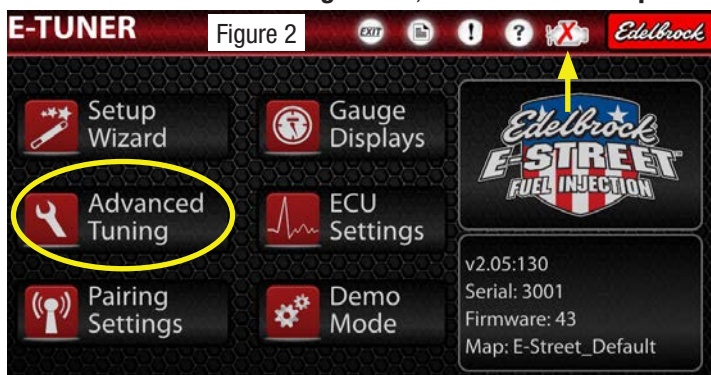 E-TUNER
Figure 2
EXIT
!
?
X
Edelbrock
Setup
Wizard
Gauge
Displays
Edelbrock
E-STREET
FUEL INJECTION
Advanced
Tuning
ECU
Settings
Pairing
Settings
Demo
Mode
v2.05:130
Serial: 3001
Firmware: 43
Map: E-Street_Default